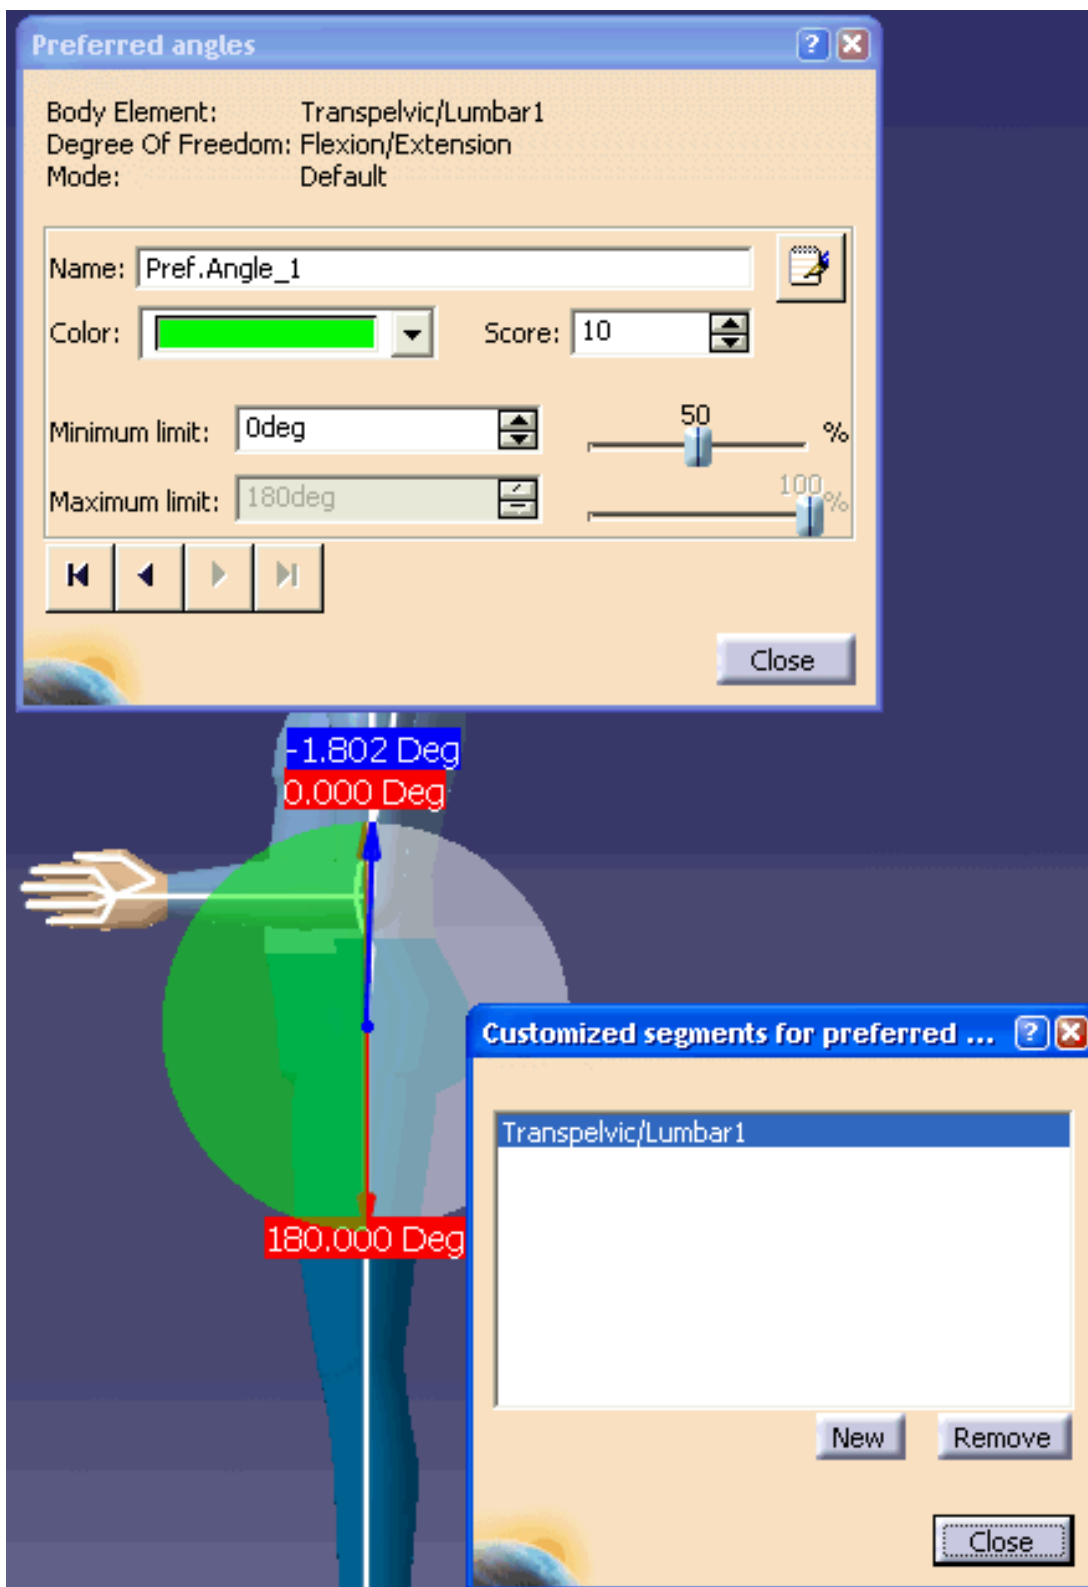 Preferred angles
Body Element: Transpelvic/Lumbar1
Degree Of Freedom: Flexion/Extension
Mode: Default
Name: Pref.Angle_1
Color: Score: 10
50
Minimum limit: 0deg %
100
Maximum limit: 180deg %
Close
-1.802 Deg
0.000 Deg
180.000 Deg
Customized segments for preferred ...
Transpelvic/Lumbar1
New Remove
Close